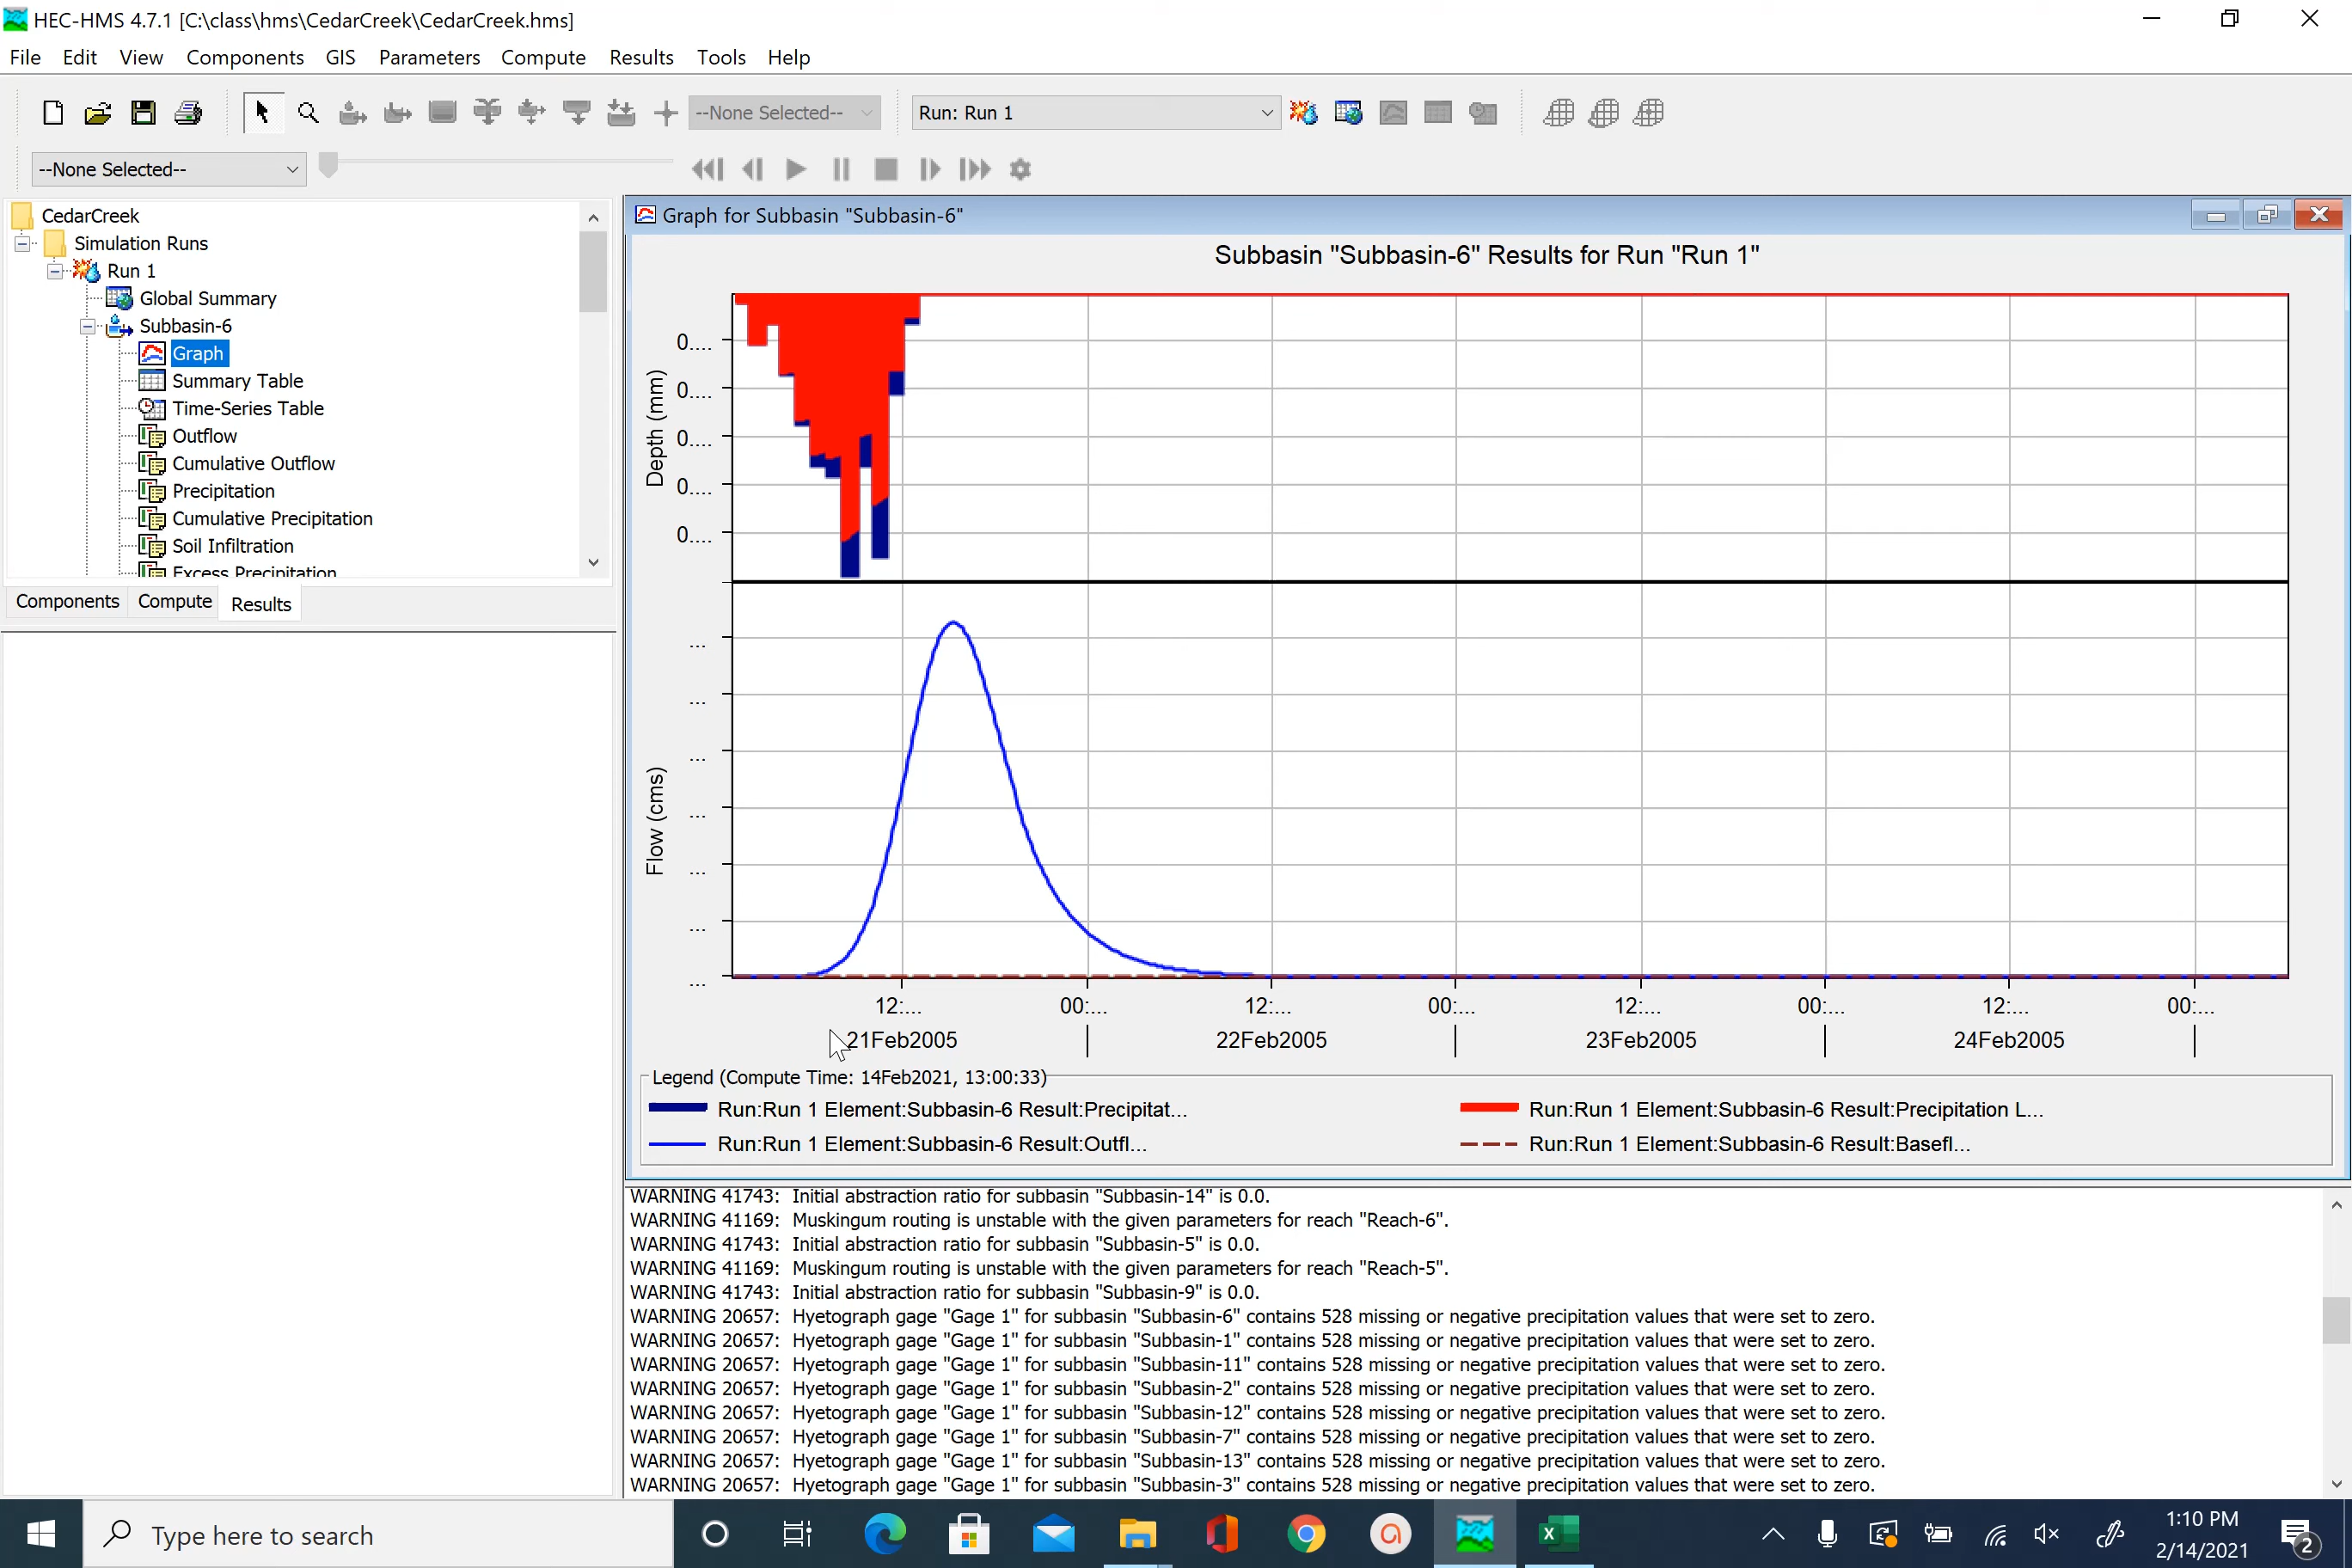 HEC-HMS 4.7.1 [C:\class\hms\CedarCreek\CedarCreek.hms]
File Edit View Components GIS Parameters Compute Results Tools Help
--None Selected-- Run: Run 1
--None Selected--
CedarCreek
Simulation Runs
Run 1
Global Summary
Subbasin-6
Graph
Summary Table
Time-Series Table
Outflow
Cumulative Outflow
Precipitation
Cumulative Precipitation
Soil Infiltration
Excess Precipitation
Components Compute Results
Graph for Subbasin "Subbasin-6"
Subbasin "Subbasin-6" Results for Run "Run 1"
Depth (mm)
0....
0....
0....
0....
0....
Flow (cms)
...
...
...
...
...
...
...
12:... 00:... 12:... 00:... 12:... 00:... 12:... 00:...
21Feb2005 22Feb2005 23Feb2005 24Feb2005
Legend (Compute Time: 14Feb2021, 13:00:33)
Run:Run 1 Element:Subbasin-6 Result:Precipitat... Run:Run 1 Element:Subbasin-6 Result:Precipitation L...
Run:Run 1 Element:Subbasin-6 Result:Outfl... Run:Run 1 Element:Subbasin-6 Result:Basefl...
WARNING 41743: Initial abstraction ratio for subbasin "Subbasin-14" is 0.0.
WARNING 41169: Muskingum routing is unstable with the given parameters for reach "Reach-6".
WARNING 41743: Initial abstraction ratio for subbasin "Subbasin-5" is 0.0.
WARNING 41169: Muskingum routing is unstable with the given parameters for reach "Reach-5".
WARNING 41743: Initial abstraction ratio for subbasin "Subbasin-9" is 0.0.
WARNING 20657: Hyetograph gage "Gage 1" for subbasin "Subbasin-6" contains 528 missing or negative precipitation values that were set to zero.
WARNING 20657: Hyetograph gage "Gage 1" for subbasin "Subbasin-1" contains 528 missing or negative precipitation values that were set to zero.
WARNING 20657: Hyetograph gage "Gage 1" for subbasin "Subbasin-11" contains 528 missing or negative precipitation values that were set to zero.
WARNING 20657: Hyetograph gage "Gage 1" for subbasin "Subbasin-2" contains 528 missing or negative precipitation values that were set to zero.
WARNING 20657: Hyetograph gage "Gage 1" for subbasin "Subbasin-12" contains 528 missing or negative precipitation values that were set to zero.
WARNING 20657: Hyetograph gage "Gage 1" for subbasin "Subbasin-7" contains 528 missing or negative precipitation values that were set to zero.
WARNING 20657: Hyetograph gage "Gage 1" for subbasin "Subbasin-13" contains 528 missing or negative precipitation values that were set to zero.
WARNING 20657: Hyetograph gage "Gage 1" for subbasin "Subbasin-3" contains 528 missing or negative precipitation values that were set to zero.
Type here to search
1:10 PM
2/14/2021
2